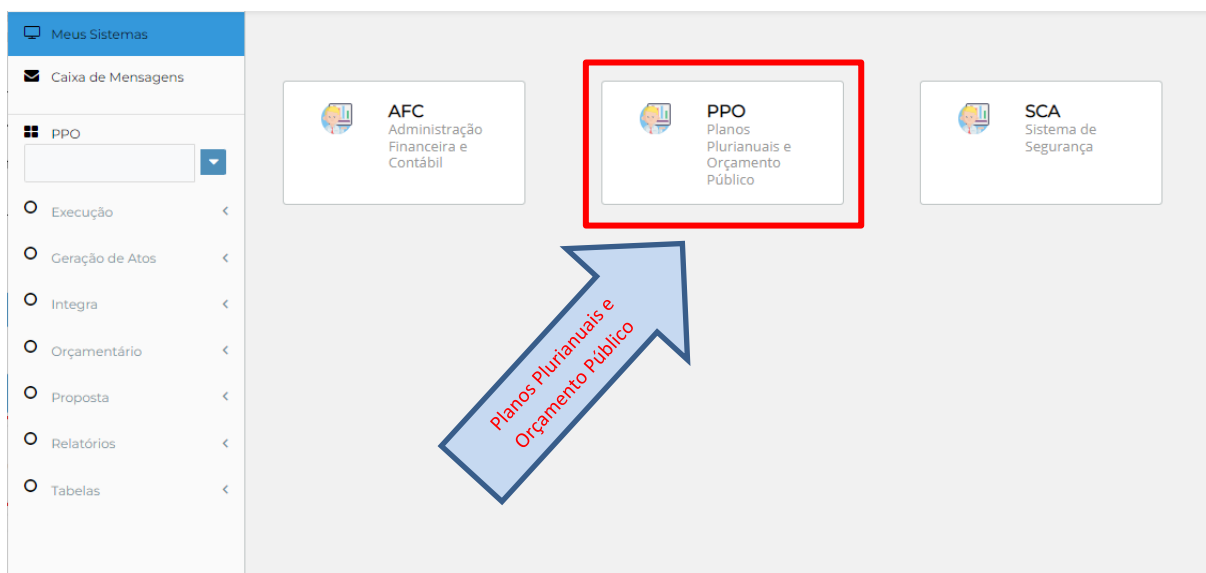 Meus Sistemas
Caixa de Mensagens
PPO
Execução
Geração de Atos
Integra
Orçamentário
Proposta
Relatórios
Tabelas
AFC
Administração
Financeira e
Contábil
PPO
Planos
Plurianuais e
Orçamento
Público
SCA
Sistema de
Segurança
Planos Plurianuais e
Orçamento Público